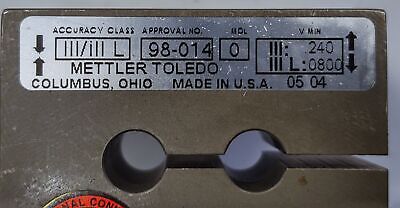 ACCURACY CLASS APPROVAL NO. MDL V MIN
III/III L 98-014 0 III: .240
III L: .0800
METTLER TOLEDO
COLUMBUS, OHIO MADE IN U.S.A. 05 04